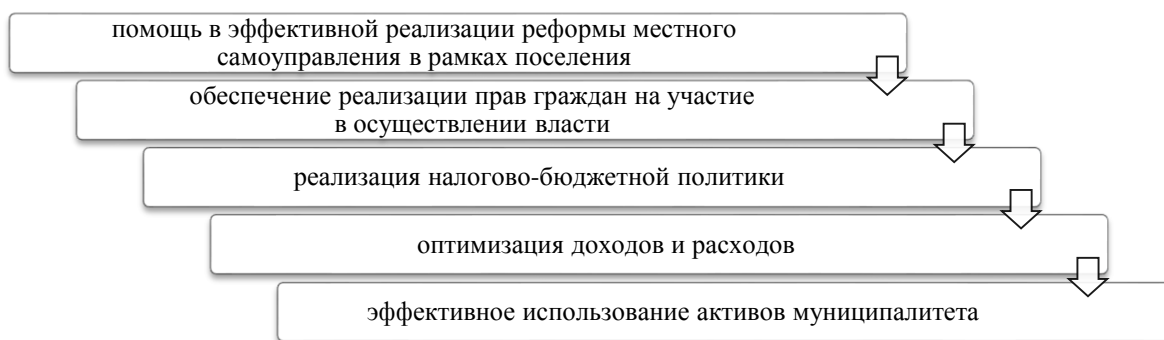 помощь в эффективной реализации реформы местного
самоуправления в рамках поселения
обеспечение реализации прав граждан на участие
в осуществлении власти
реализация налогово-бюджетной политики
оптимизация доходов и расходов
эффективное использование активов муниципалитета